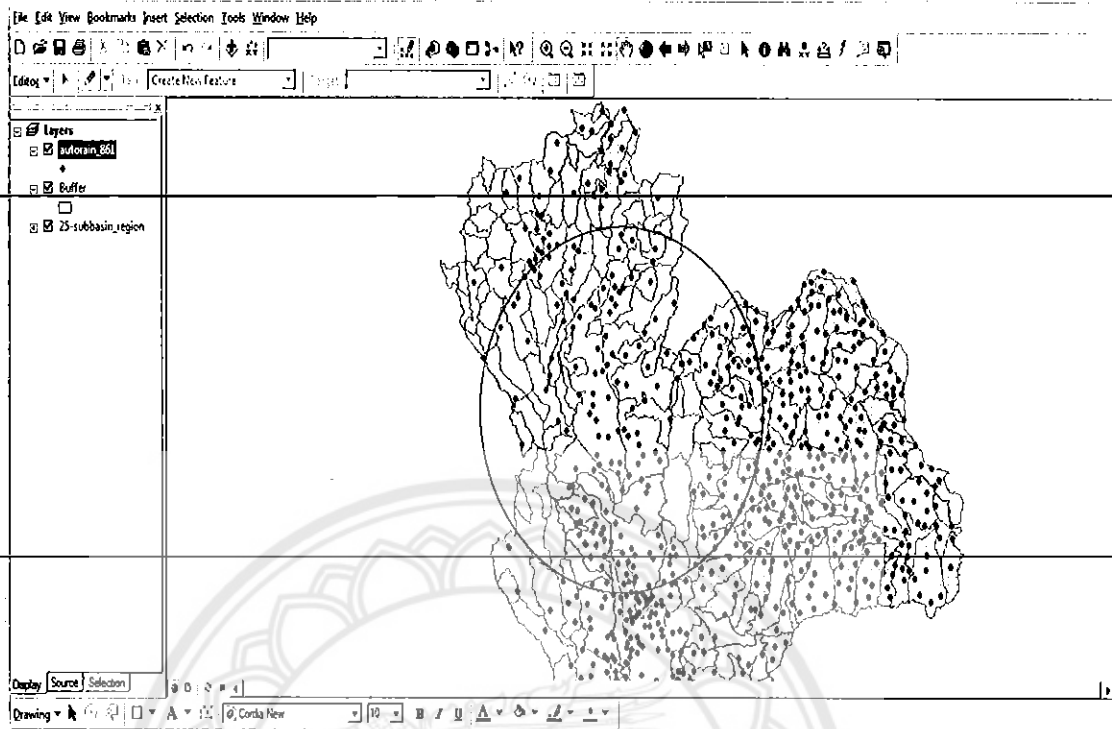 File Edit View Bookmarks Insert Selection Tools Window Help
Editor Create New Feature
Layers
autorain_861
Buffer
25-subbasin_region
Display Source Selection
Drawing A Cordia New 10 B I U A